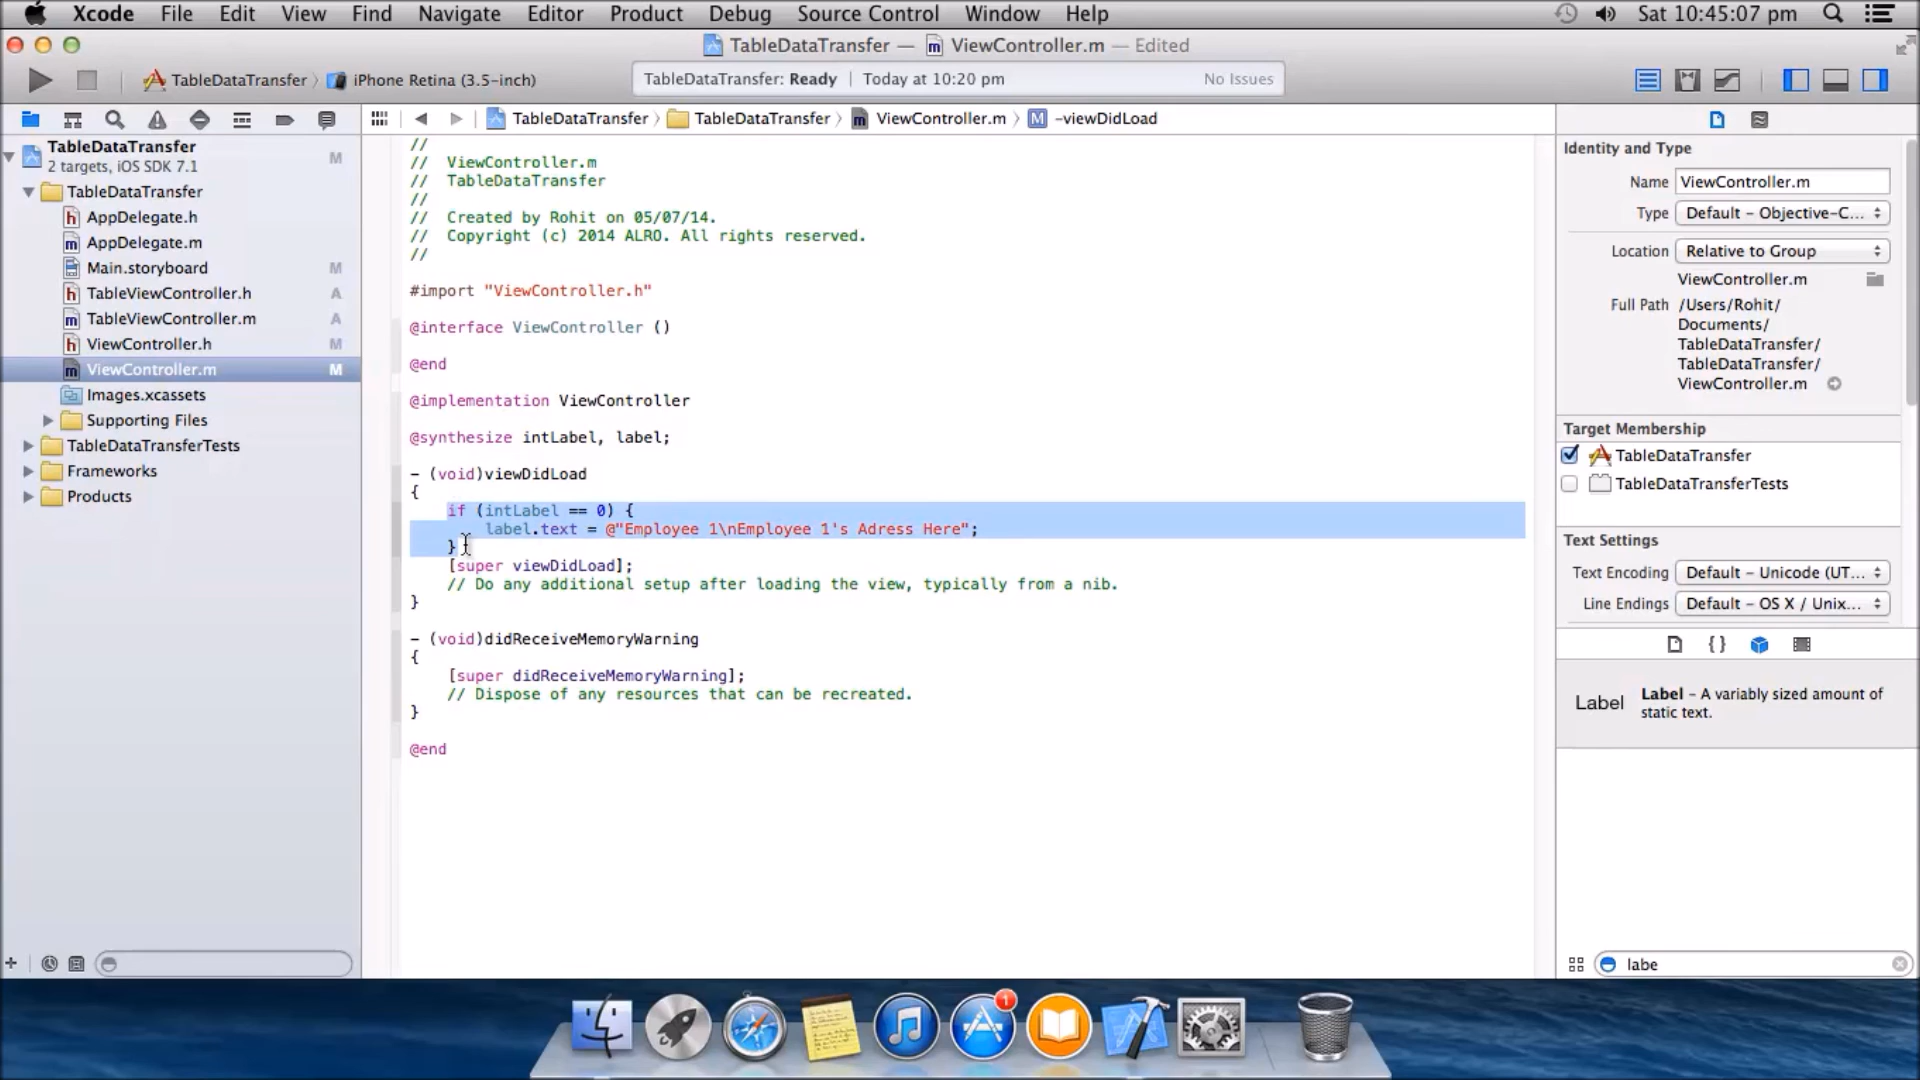 Xcode File Edit View Find Navigate Editor Product Debug Source Control Window Help Sat 10:45:07 pm
TableDataTransfer — ViewController.m — Edited
TableDataTransfer iPhone Retina (3.5-inch) TableDataTransfer: Ready Today at 10:20 pm No Issues
TableDataTransfer TableDataTransfer ViewController.m M -viewDidLoad
TableDataTransfer M
2 targets, iOS SDK 7.1
TableDataTransfer
h AppDelegate.h
m AppDelegate.m
Main.storyboard M
h TableViewController.h A
m TableViewController.m A
h ViewController.h M
m ViewController.m M
Images.xcassets
Supporting Files
TableDataTransferTests
Frameworks
Products
//
// ViewController.m
// TableDataTransfer
//
// Created by Rohit on 05/07/14.
// Copyright (c) 2014 ALRO. All rights reserved.
//
#import "ViewController.h"
@interface ViewController ()
@end
@implementation ViewController
@synthesize intLabel, label;
- (void)viewDidLoad
{
if (intLabel == 0) {
label.text = @"Employee 1\nEmployee 1's Adress Here";
}
[super viewDidLoad];
// Do any additional setup after loading the view, typically from a nib.
}
- (void)didReceiveMemoryWarning
{
[super didReceiveMemoryWarning];
// Dispose of any resources that can be recreated.
}
@end
Identity and Type
Name ViewController.m
Type Default - Objective-C...
Location Relative to Group
ViewController.m
Full Path /Users/Rohit/
Documents/
TableDataTransfer/
TableDataTransfer/
ViewController.m
Target Membership
TableDataTransfer
TableDataTransferTests
Text Settings
Text Encoding Default - Unicode (UT...
Line Endings Default - OS X / Unix...
{ }
Label Label - A variably sized amount of
static text.
labe
1